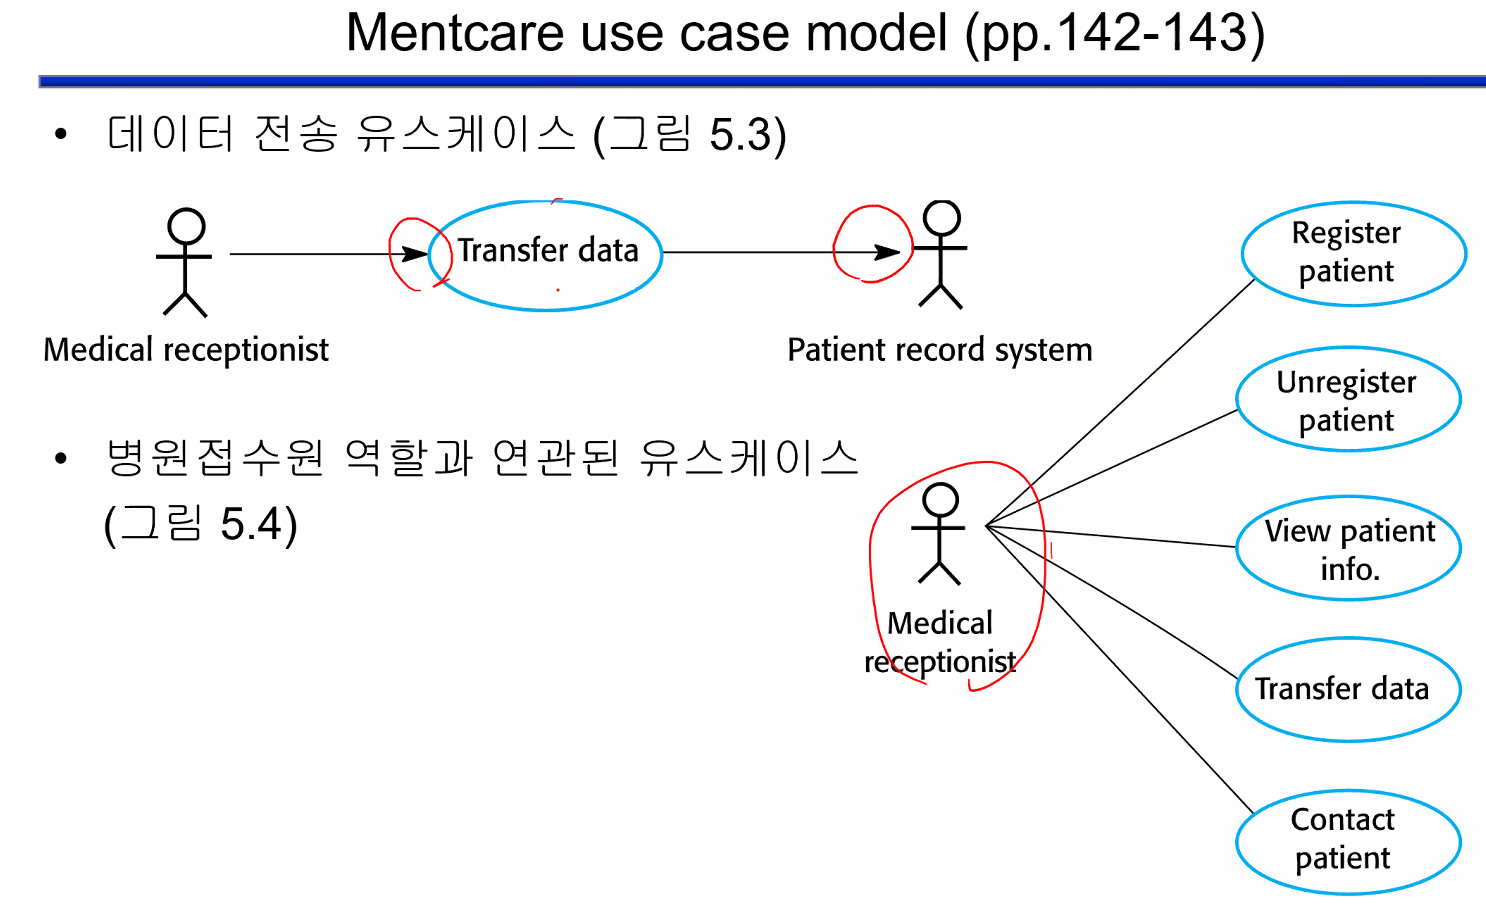 Mentcare use case model (pp.142-143)
• 데이터 전송 유스케이스 (그림 5.3)
Transfer data
Medical receptionist
Patient record system
• 병원접수원 역할과 연관된 유스케이스
(그림 5.4)
Medical
receptionist
Register
patient
Unregister
patient
View patient
info.
Transfer data
Contact
patient